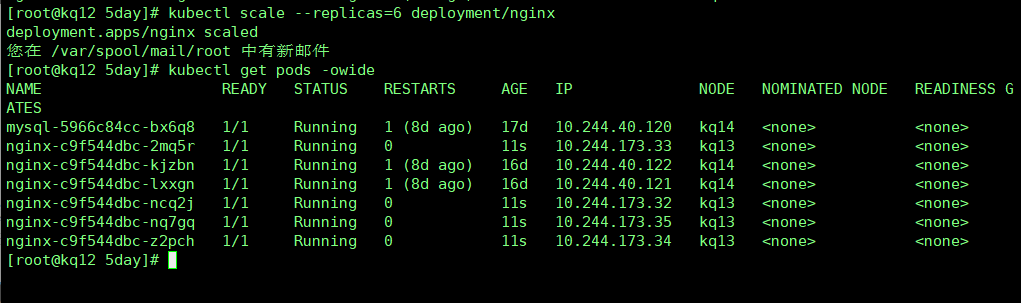 [root@kq12 5day]# kubectl scale --replicas=6 deployment/nginx
deployment.apps/nginx scaled
您在 /var/spool/mail/root 中有新邮件
[root@kq12 5day]# kubectl get pods -owide
NAME                     READY   STATUS    RESTARTS     AGE   IP              NODE   NOMINATED NODE   READINESS G
ATES
mysql-5966c84cc-bx6q8    1/1     Running   1 (8d ago)   17d   10.244.40.120   kq14   <none>           <none>
nginx-c9f544dbc-2mq5r    1/1     Running   0            11s   10.244.173.33   kq13   <none>           <none>
nginx-c9f544dbc-kjzbn    1/1     Running   1 (8d ago)   16d   10.244.40.122   kq14   <none>           <none>
nginx-c9f544dbc-lxxgn    1/1     Running   1 (8d ago)   16d   10.244.40.121   kq14   <none>           <none>
nginx-c9f544dbc-ncq2j    1/1     Running   0            11s   10.244.173.32   kq13   <none>           <none>
nginx-c9f544dbc-nq7gq    1/1     Running   0            11s   10.244.173.35   kq13   <none>           <none>
nginx-c9f544dbc-z2pch    1/1     Running   0            11s   10.244.173.34   kq13   <none>           <none>
[root@kq12 5day]#